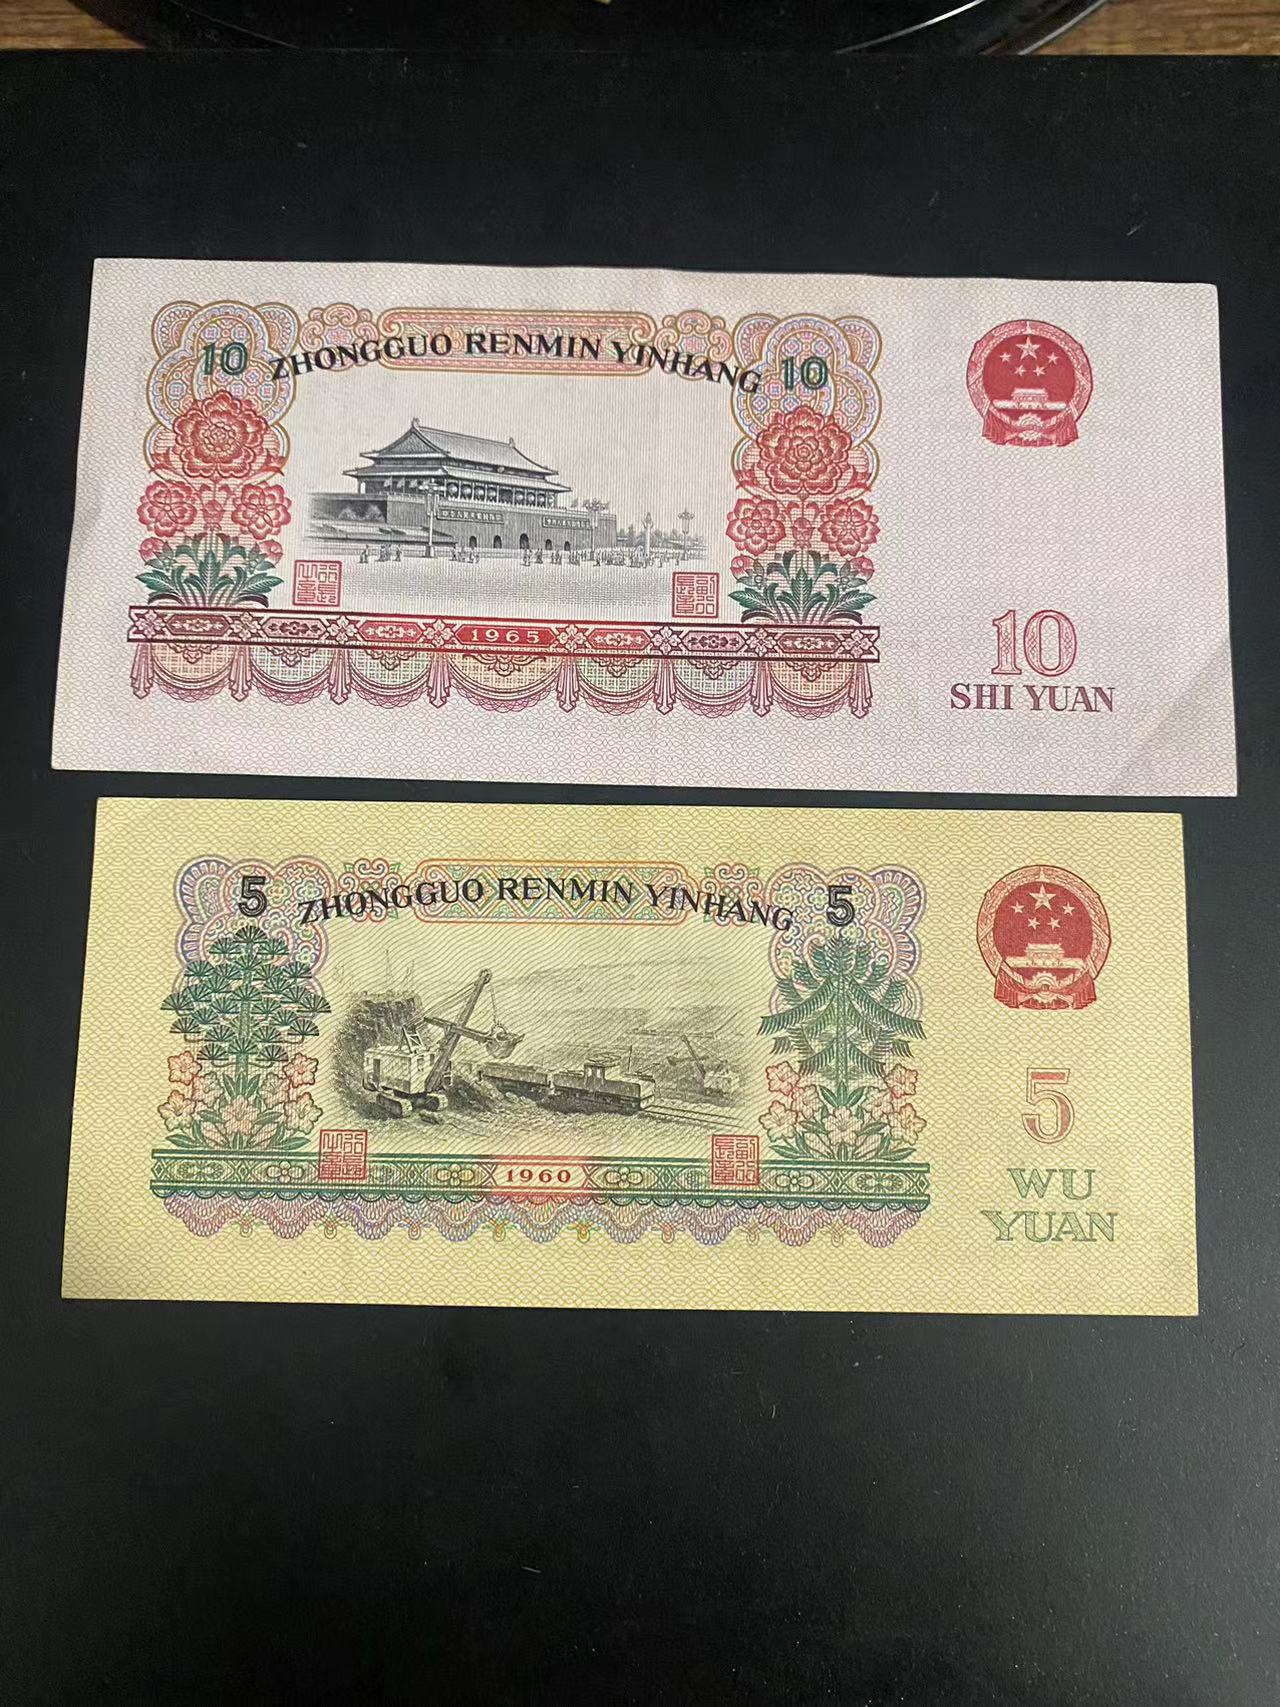 10 ZHONGGUO RENMIN YINHANG 10
1965
10
SHI YUAN
5 ZHONGGUO RENMIN YINHANG 5
1960
5
WU
YUAN